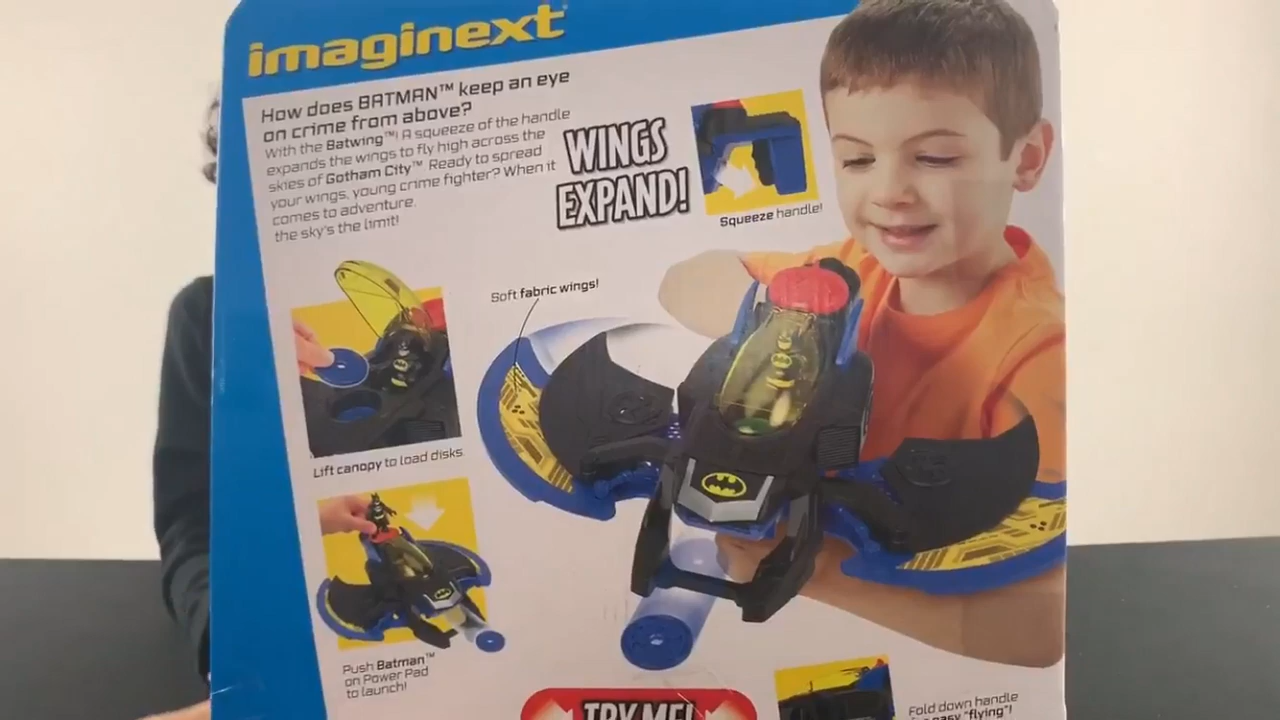 imaginext
How does BATMAN™ keep an eye
on crime from above?
With the Batwing™! A squeeze of the handle
expands the wings to fly high across the
skies of Gotham City™ Ready to spread
your wings, young crime fighter? When it
comes to adventure,
the sky's the limit!
WINGS
EXPAND!
Squeeze handle!
Soft fabric wings!
Lift canopy to load disks.
Push Batman™
on Power Pad
to launch!
TRY ME!
Fold down handle
easy "flying"!